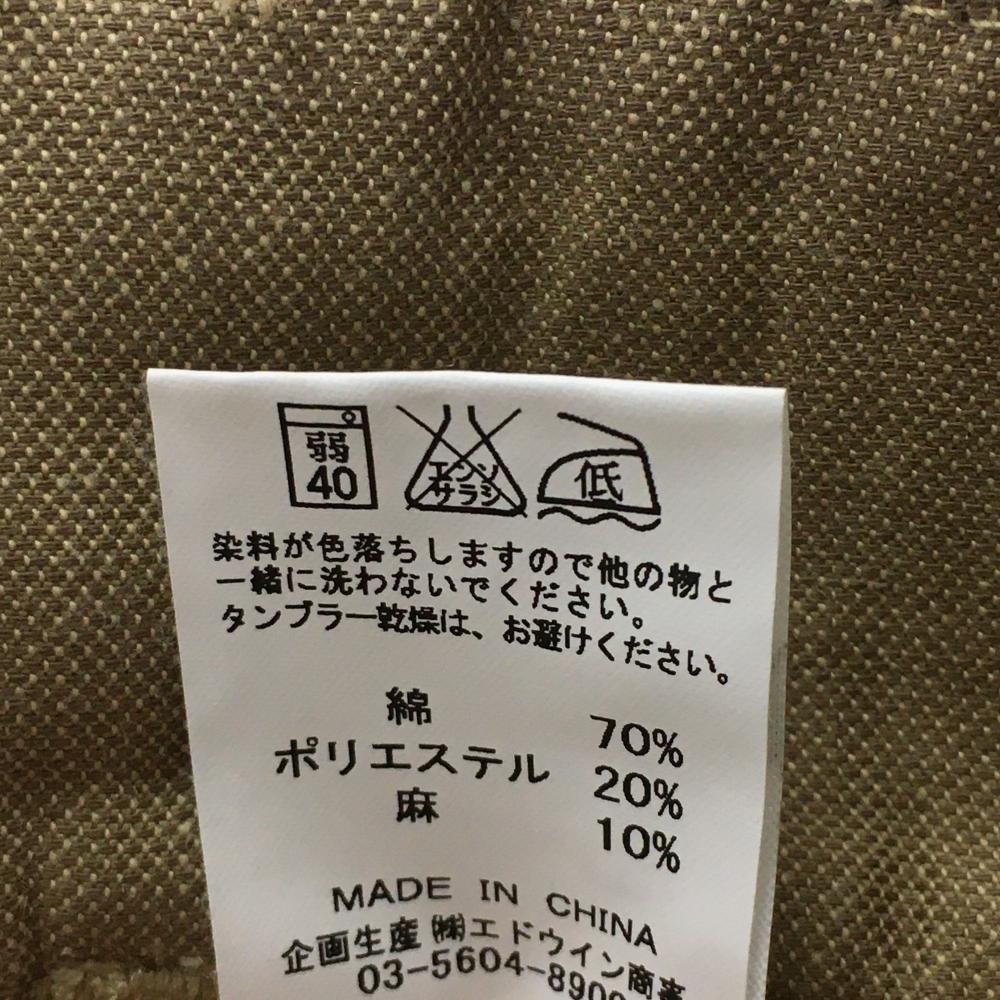 弱
40
エンソ
サラシ
低
染料が色落ちしますので他の物と
一緒に洗わないでください。
タンブラー乾燥は、お避けください。
綿 70%
ポリエステル 20%
麻 10%
MADE IN CHINA
企画生産㈱エドウイン商事
03-5604-8900